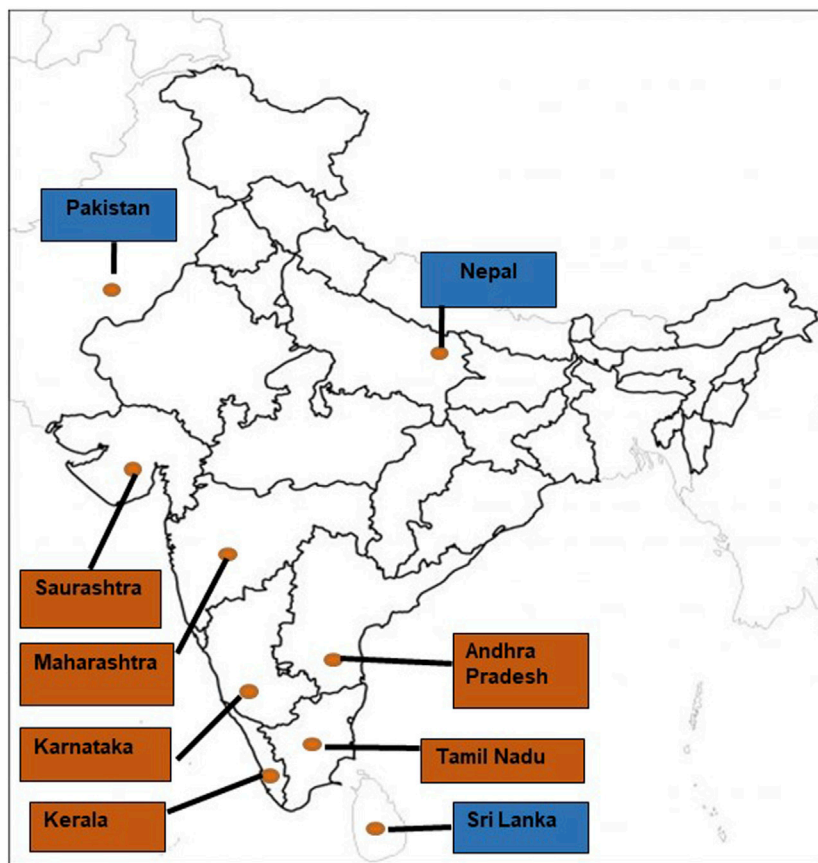 Pakistan
Nepal
Saurashtra
Maharashtra
Andhra
Pradesh
Karnataka
Tamil Nadu
Kerala
Sri Lanka